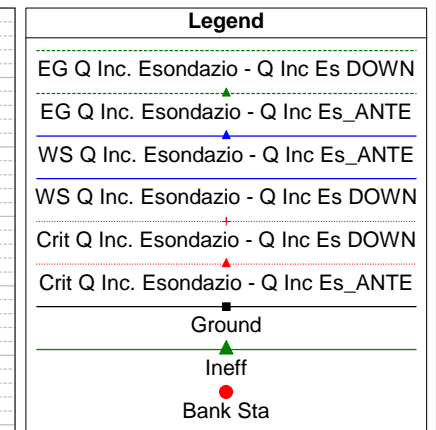 Legend
EG Q Inc. Esondazio - Q Inc Es DOWN
EG Q Inc. Esondazio - Q Inc Es_ANTE
WS Q Inc. Esondazio - Q Inc Es_ANTE
WS Q Inc. Esondazio - Q Inc Es DOWN
Crit Q Inc. Esondazio - Q Inc Es DOWN
Crit Q Inc. Esondazio - Q Inc Es_ANTE
Ground
Ineff
Bank Sta